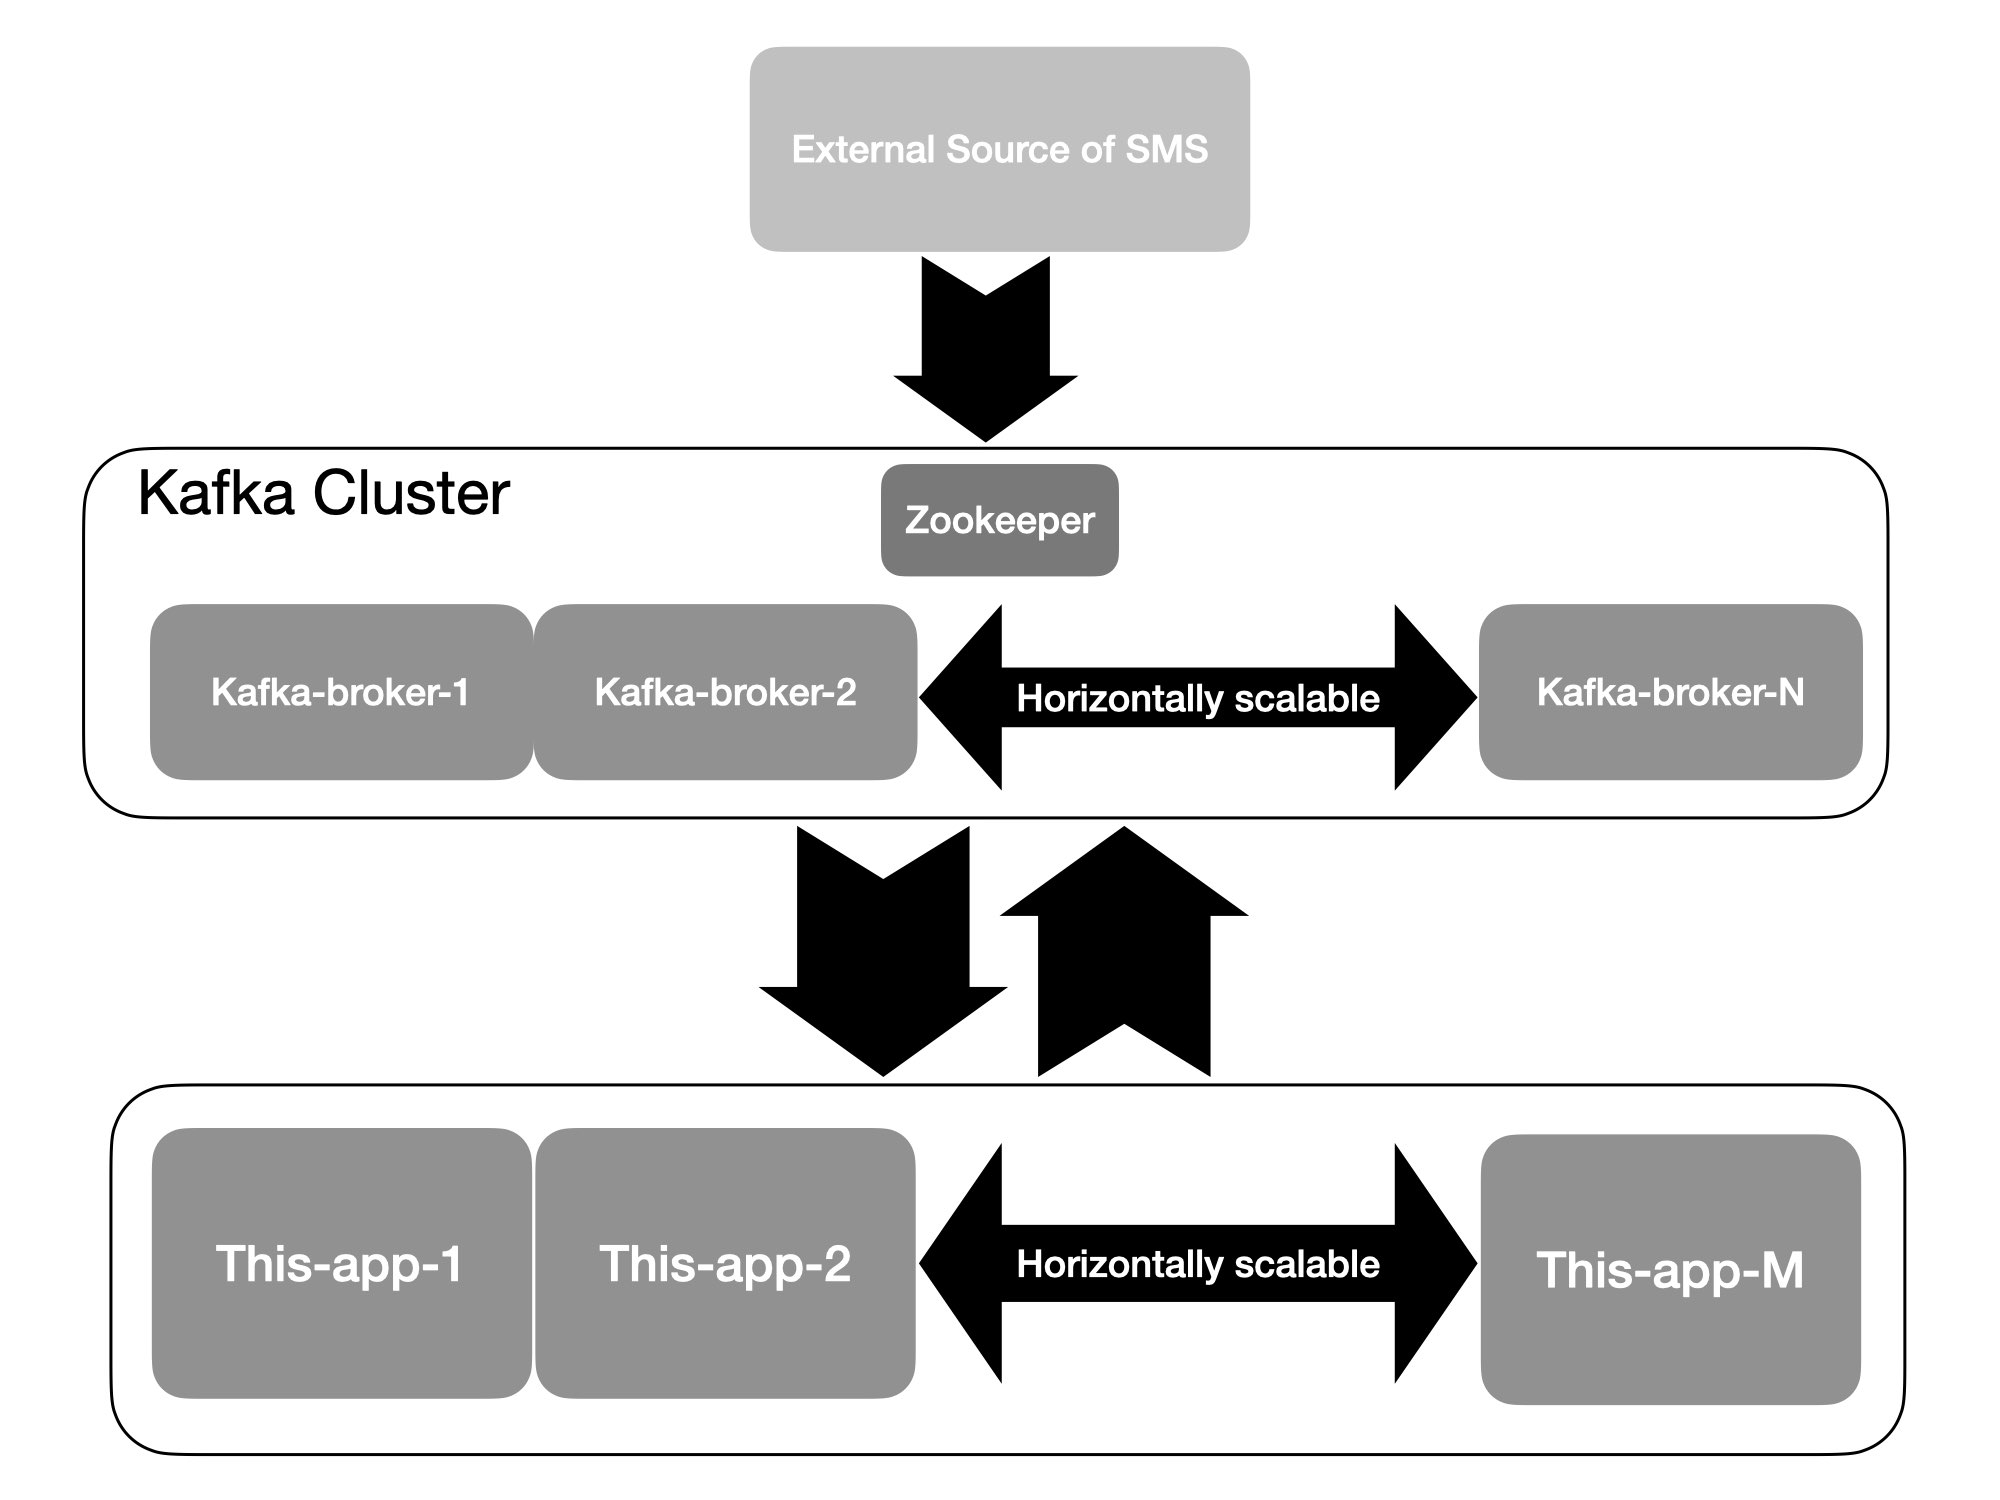 External Source of SMS
Kafka Cluster
Zookeeper
Kafka-broker-1
Kafka-broker-2
Horizontally scalable
Kafka-broker-N
This-app-1
This-app-2
Horizontally scalable
This-app-M